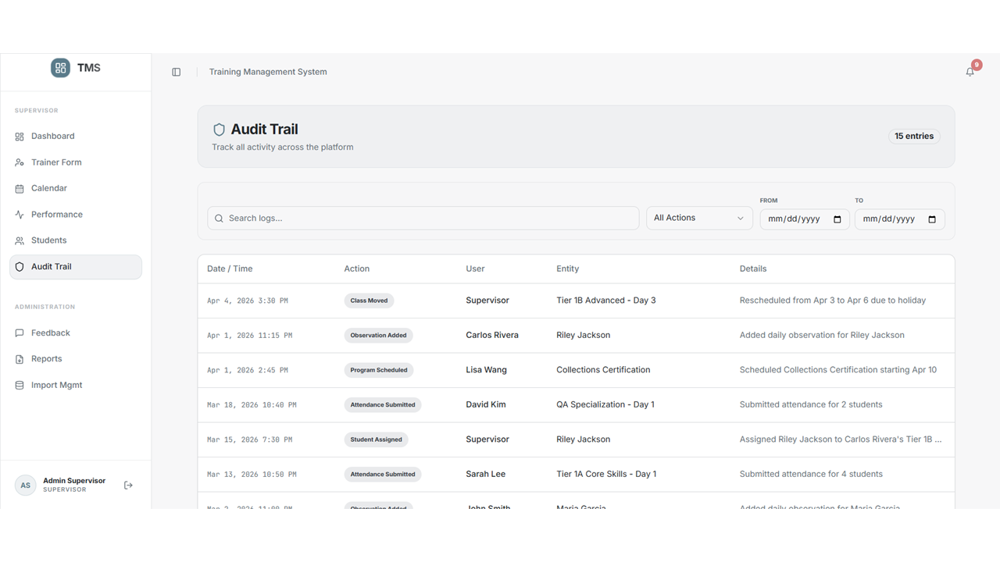 TMS
Training Management System
9
SUPERVISOR
Dashboard
Trainer Form
Calendar
Performance
Students
Audit Trail
ADMINISTRATION
Feedback
Reports
Import Mgmt
AS
Admin Supervisor
SUPERVISOR
Audit Trail
Track all activity across the platform
15 entries
FROM
TO
Search logs...
All Actions
mm/dd/yyyy
mm/dd/yyyy
Date / Time Action User Entity Details
Apr 4, 2026 3:30 PM Class Moved Supervisor Tier 1B Advanced - Day 3 Rescheduled from Apr 3 to Apr 6 due to holiday
Apr 1, 2026 11:15 PM Observation Added Carlos Rivera Riley Jackson Added daily observation for Riley Jackson
Apr 1, 2026 2:45 PM Program Scheduled Lisa Wang Collections Certification Scheduled Collections Certification starting Apr 10
Mar 18, 2026 10:40 PM Attendance Submitted David Kim QA Specialization - Day 1 Submitted attendance for 2 students
Mar 15, 2026 7:30 PM Student Assigned Supervisor Riley Jackson Assigned Riley Jackson to Carlos Rivera's Tier 1B ...
Mar 13, 2026 10:50 PM Attendance Submitted Sarah Lee Tier 1A Core Skills - Day 1 Submitted attendance for 4 students
Observation Added John Smith Maria Garcia Added daily observation for Maria Garcia